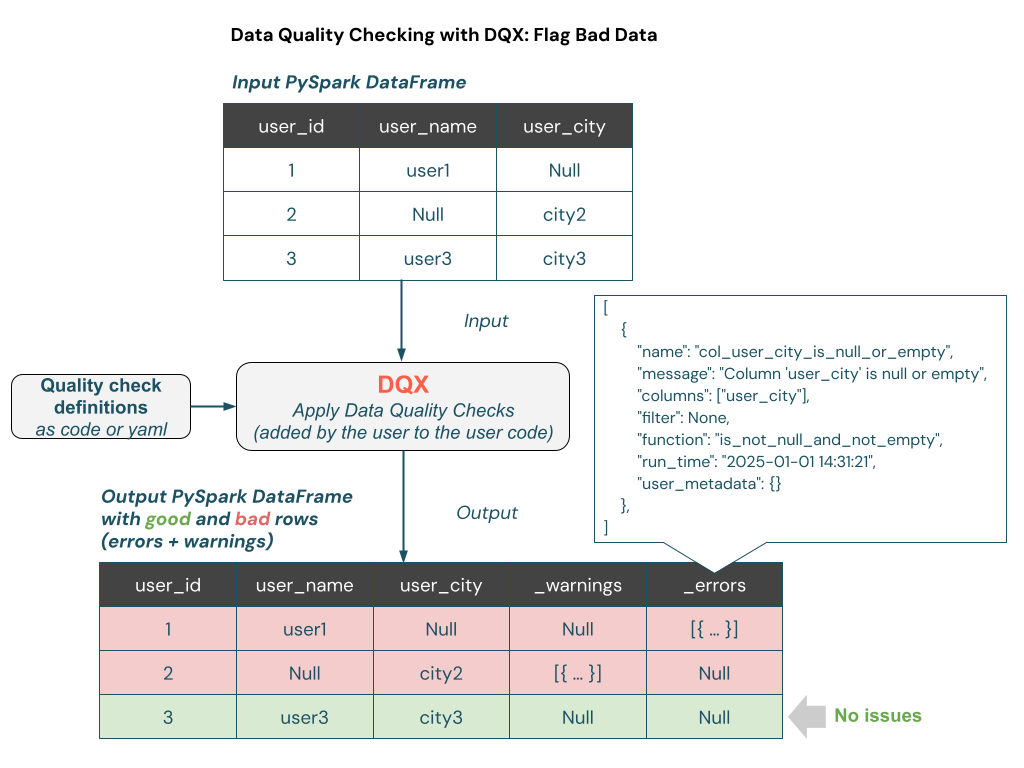 Data Quality Checking with DQX: Flag Bad Data
Input PySpark DataFrame
user_id user_name user_city
1 user1 Null
2 Null city2
3 user3 city3
Input
[
{
"name": "col_user_city_is_null_or_empty",
"message": "Column 'user_city' is null or empty",
"columns": ["user_city"],
"filter": None,
"function": "is_not_null_and_not_empty",
"run_time": "2025-01-01 14:31:21",
"user_metadata": {}
},
]
Quality check
definitions
as code or yaml
DQX
Apply Data Quality Checks
(added by the user to the user code)
Output PySpark DataFrame
with good and bad rows
(errors + warnings)
Output
user_id user_name user_city _warnings _errors
1 user1 Null Null [{ ... }]
2 Null city2 [{ ... }] Null
3 user3 city3 Null Null
No issues